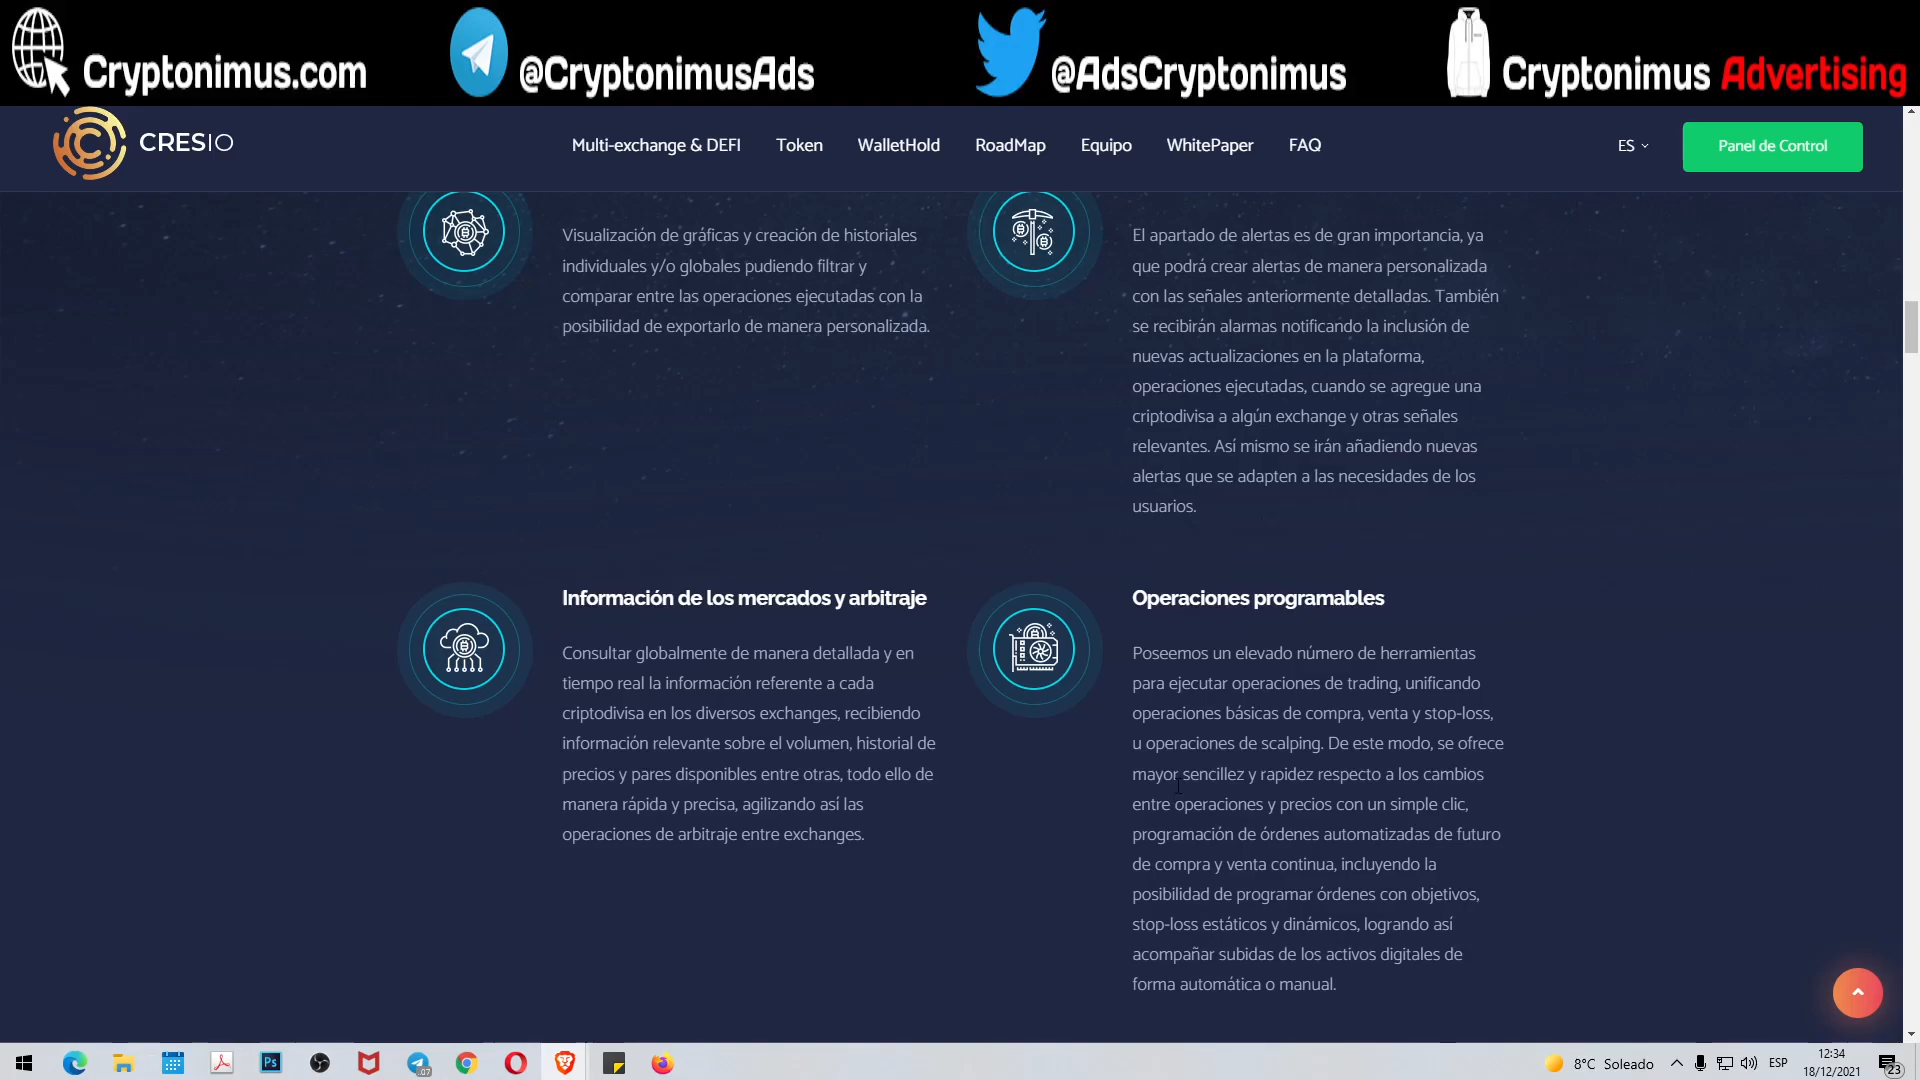 Cryptonimus.com
@CryptonimusAds
@AdsCryptonimus
Cryptonimus Advertising
CRESIO
Multi-exchange & DEFI
Token
WalletHold
RoadMap
Equipo
WhitePaper
FAQ
ES
Panel de Control
Visualización de gráficas y creación de historiales
individuales y/o globales pudiendo filtrar y
comparar entre las operaciones ejecutadas con la
posibilidad de exportarlo de manera personalizada.
El apartado de alertas es de gran importancia, ya
que podrá crear alertas de manera personalizada
con las señales anteriormente detalladas. También
se recibirán alarmas notificando la inclusión de
nuevas actualizaciones en la plataforma,
operaciones ejecutadas, cuando se agregue una
criptodivisa a algún exchange y otras señales
relevantes. Así mismo se irán añadiendo nuevas
alertas que se adapten a las necesidades de los
usuarios.
Información de los mercados y arbitraje
Consultar globalmente de manera detallada y en
tiempo real la información referente a cada
criptodivisa en los diversos exchanges, recibiendo
información relevante sobre el volumen, historial de
precios y pares disponibles entre otras, todo ello de
manera rápida y precisa, agilizando así las
operaciones de arbitraje entre exchanges.
Operaciones programables
Poseemos un elevado número de herramientas
para ejecutar operaciones de trading, unificando
operaciones básicas de compra, venta y stop-loss,
u operaciones de scalping. De este modo, se ofrece
mayor sencillez y rapidez respecto a los cambios
entre operaciones y precios con un simple clic,
programación de órdenes automatizadas de futuro
de compra y venta continua, incluyendo la
posibilidad de programar órdenes con objetivos,
stop-loss estáticos y dinámicos, logrando así
acompañar subidas de los activos digitales de
forma automática o manual.
Ps
.07
8°C Soleado
ESP
12:34
18/12/2021
23